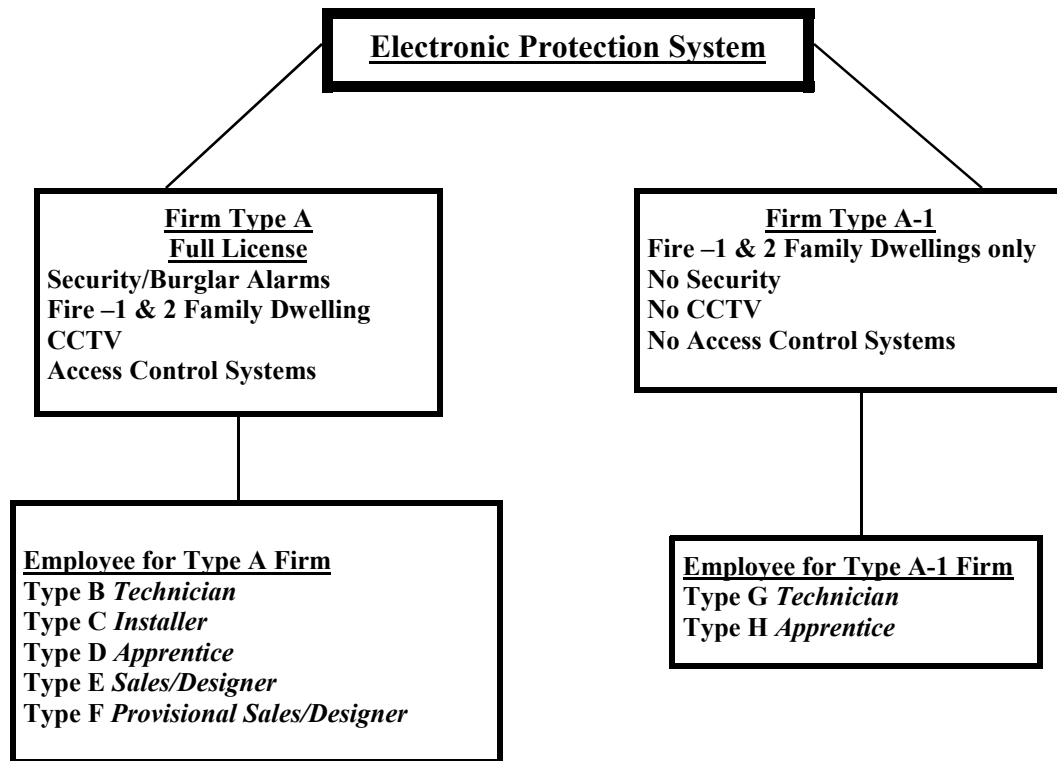 Electronic Protection System
Firm Type A
Full License
Security/Burglar Alarms
Fire –1 & 2 Family Dwelling
CCTV
Access Control Systems
Firm Type A-1
Fire –1 & 2 Family Dwellings only
No Security
No CCTV
No Access Control Systems
Employee for Type A Firm
Type B Technician
Type C Installer
Type D Apprentice
Type E Sales/Designer
Type F Provisional Sales/Designer
Employee for Type A-1 Firm
Type G Technician
Type H Apprentice